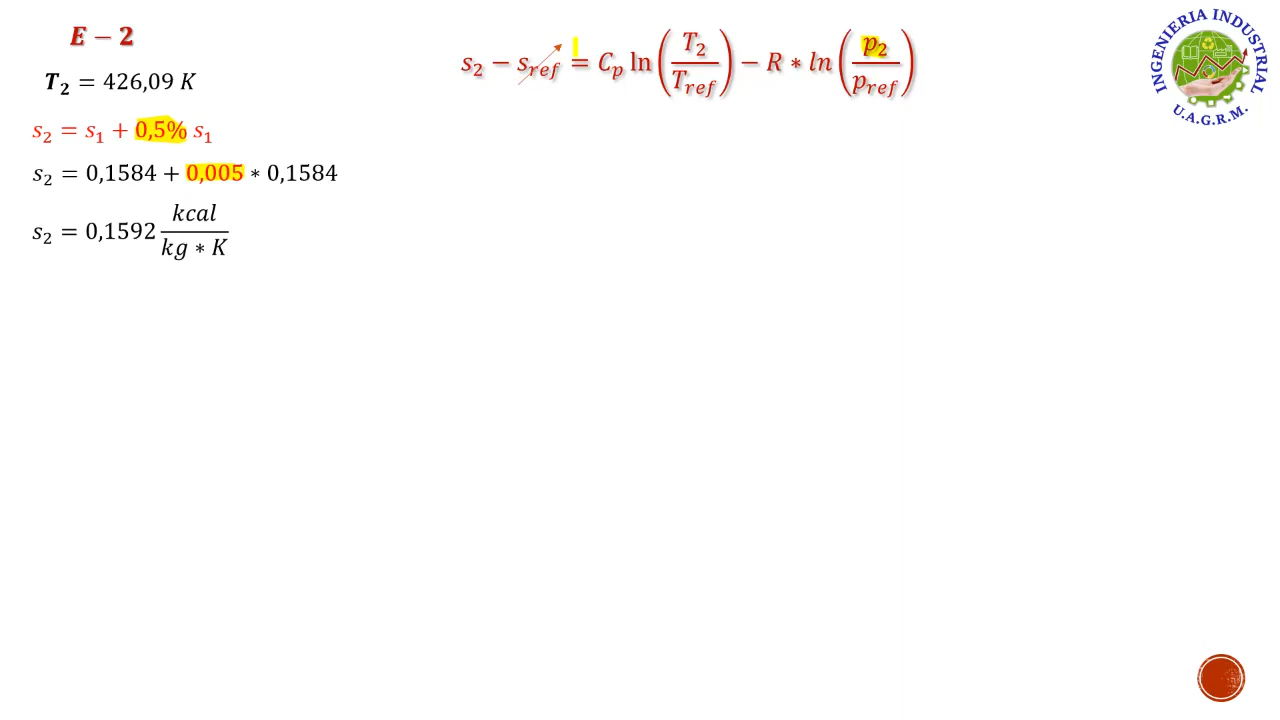 E − 2
T₂ = 426,09 K
s₂ = s₁ + 0,5% s₁
s₂ = 0,1584 + 0,005 ∗ 0,1584
s₂ = 0,1592 kcal / kg ∗ K
s₂ − s_ref = C_p ln(T₂ / T_ref) − R ∗ ln(p₂ / p_ref)
INGENIERIA INDUSTRIAL
U.A.G.R.M.